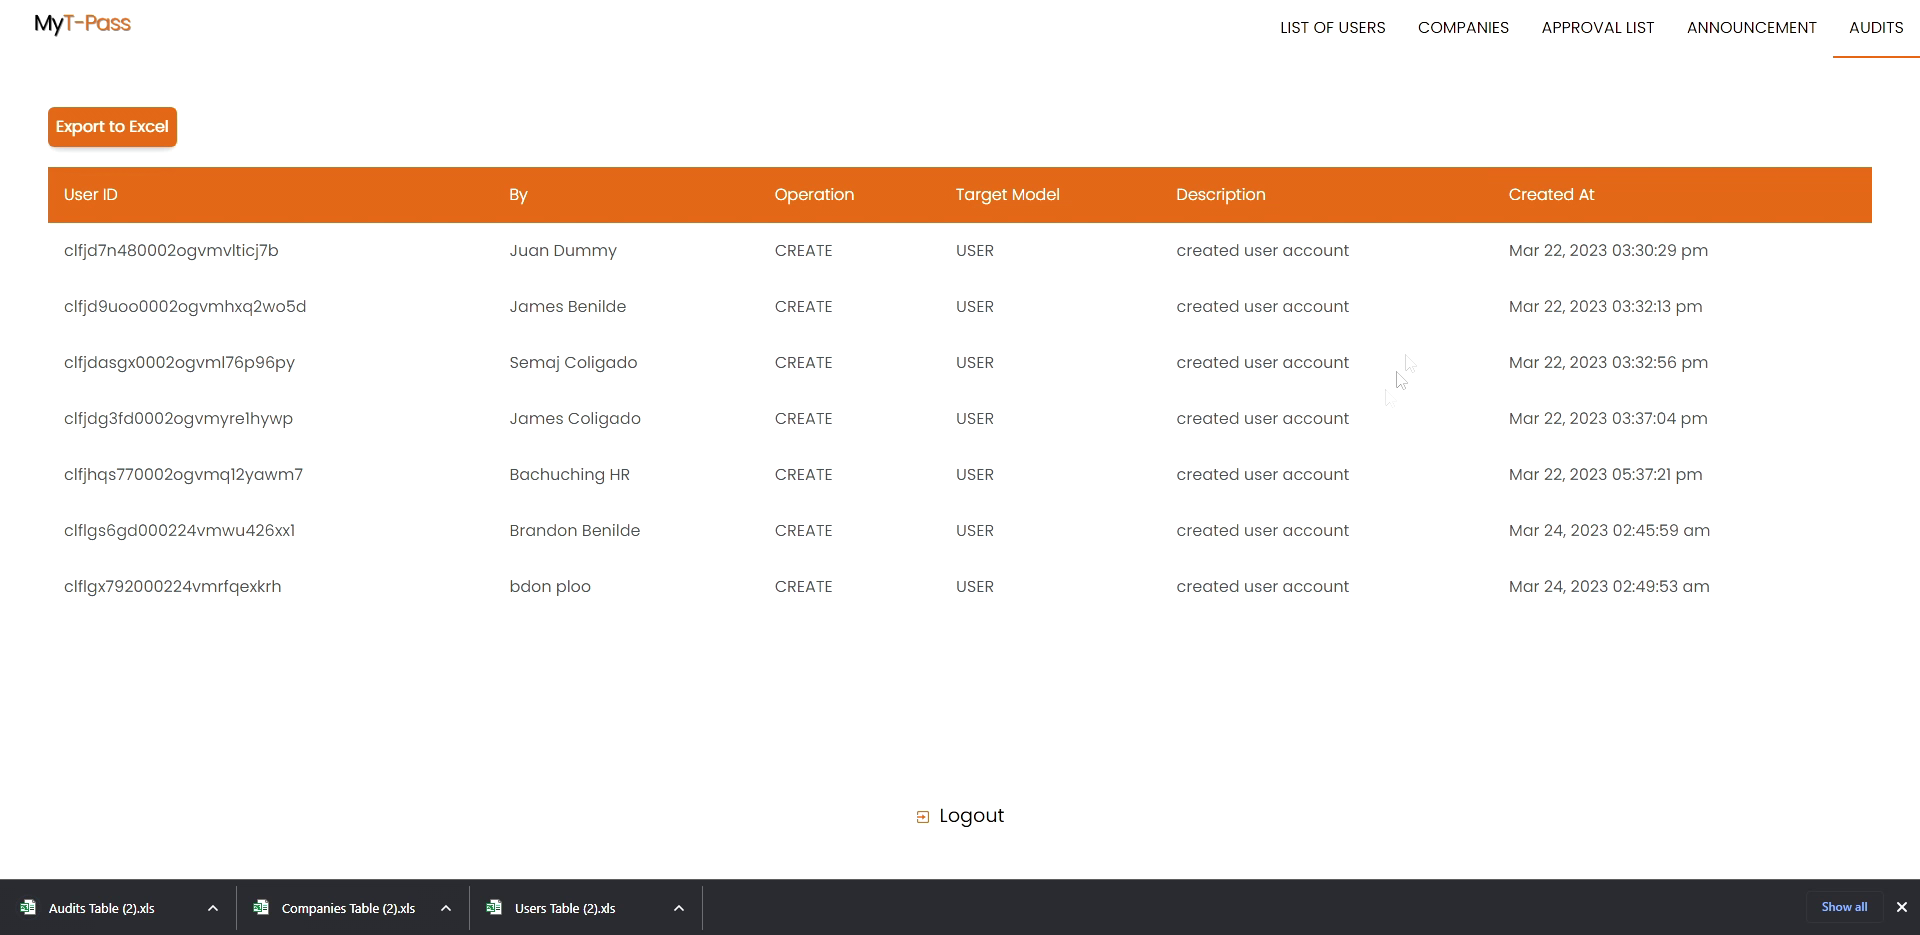 MyT-Pass
LIST OF USERS COMPANIES APPROVAL LIST ANNOUNCEMENT AUDITS
Export to Excel
User ID By Operation Target Model Description Created At
clfjd7n480002ogvmvlticj7b Juan Dummy CREATE USER created user account Mar 22, 2023 03:30:29 pm
clfjd9uoo0002ogvmhxq2wo5d James Benilde CREATE USER created user account Mar 22, 2023 03:32:13 pm
clfjdasgx0002ogvml76p96py Semaj Coligado CREATE USER created user account Mar 22, 2023 03:32:56 pm
clfjdg3fd0002ogvmyre1hywp James Coligado CREATE USER created user account Mar 22, 2023 03:37:04 pm
clfjhqs770002ogvmq12yawm7 Bachuching HR CREATE USER created user account Mar 22, 2023 05:37:21 pm
clflgs6gd000224vmwu426xx1 Brandon Benilde CREATE USER created user account Mar 24, 2023 02:45:59 am
clflgx792000224vmrfqexkrh bdon ploo CREATE USER created user account Mar 24, 2023 02:49:53 am
Logout
Audits Table (2).xls Companies Table (2).xls Users Table (2).xls Show all